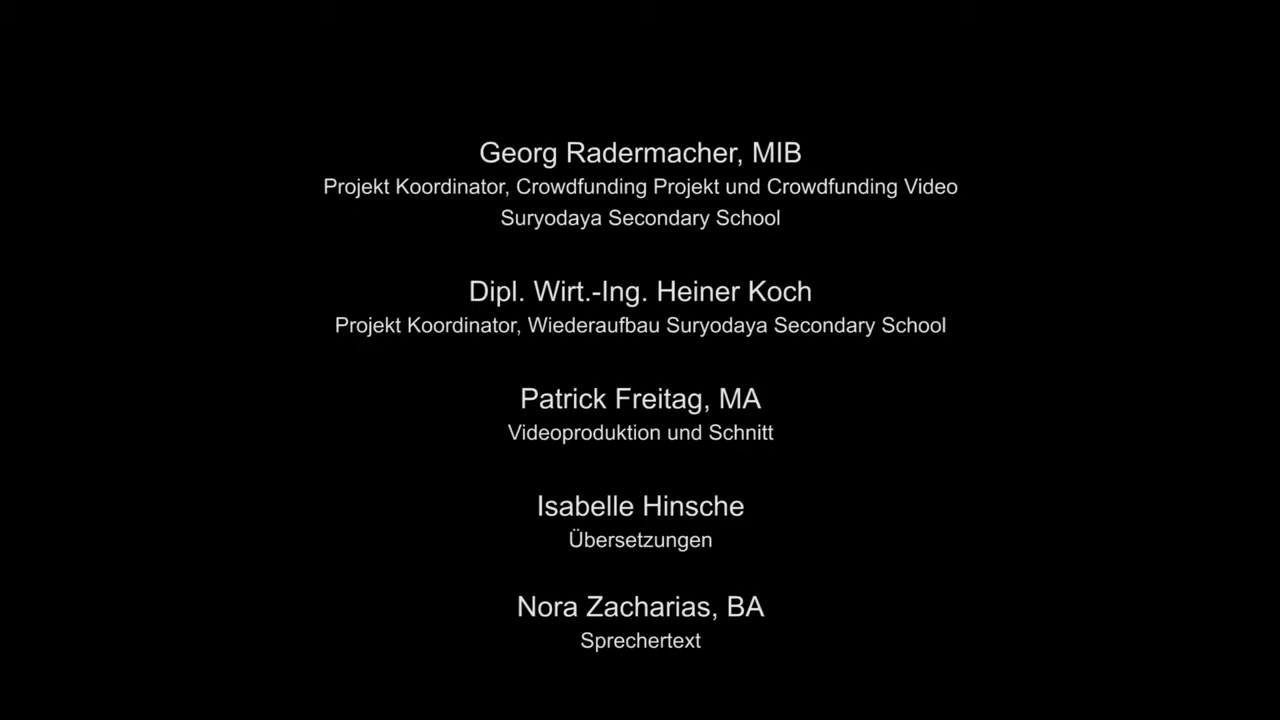 Georg Radermacher, MIB
Projekt Koordinator, Crowdfunding Projekt und Crowdfunding Video
Suryodaya Secondary School
Dipl. Wirt.-Ing. Heiner Koch
Projekt Koordinator, Wiederaufbau Suryodaya Secondary School
Patrick Freitag, MA
Videoproduktion und Schnitt
Isabelle Hinsche
Übersetzungen
Nora Zacharias, BA
Sprechertext